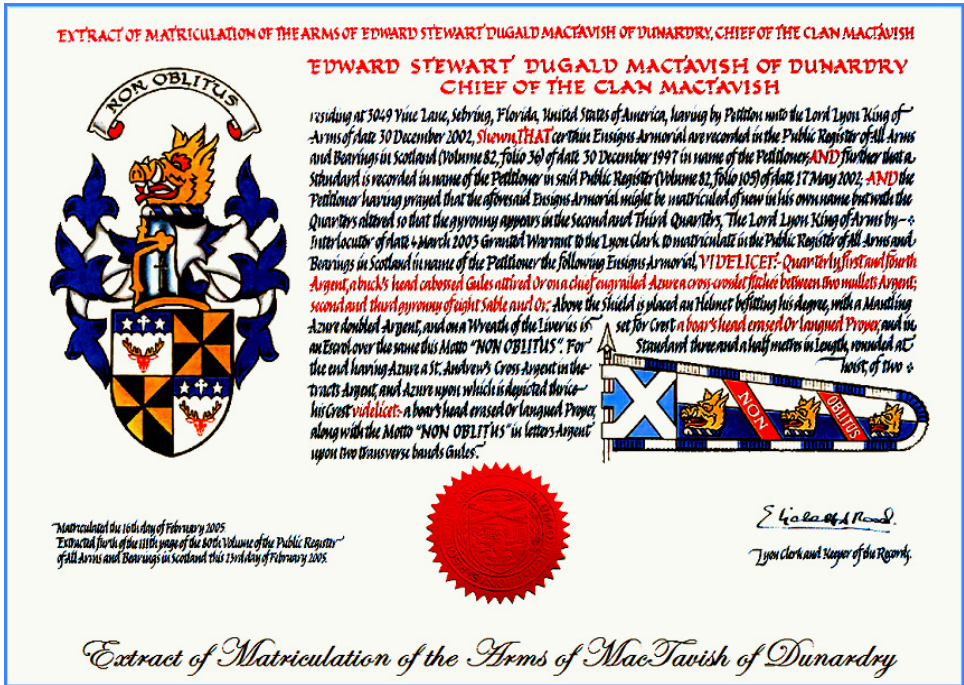 EXTRACT OF MATRICULATION OF THE ARMS OF EDWARD STEWART DUGALD MACTAVISH OF DUNARDRY, CHIEF OF THE CLAN MACTAVISH
NON OBLITUS
EDWARD STEWART DUGALD MACTAVISH OF DUNARDRY
CHIEF OF THE CLAN MACTAVISH
residing at 3049 Vine Lane, Sebring, Florida, United States of America, having by Petition unto the Lord Lyon King of
Arms of date 30 December 2002, Shewn, THAT certain Ensigns Armorial are recorded in the Public Register of All Arms
and Bearings in Scotland (Volume 82, folio 36) of date 30 December 1997 in name of the Petitioner, AND further that a
Standard is recorded in name of the Petitioner in said Public Register (Volume 82, folio 105) of date 17 May 2002, AND the
Petitioner having prayed that the aforesaid Ensigns Armorial might be matriculed of new in his own name but with the
Quarters altered so that the gyronny appears in the Second and Third Quarters, The Lord Lyon King of Arms by
Interlocutor of date 4 March 2003 Granted Warrant to the Lyon Clerk to matriculate in the Public Register of All Arms and
Bearings in Scotland in name of the Petitioner the following Ensigns Armorial, VIDELICET:- Quarterly, first and fourth
Argent, a buck's head cabossed Gules attired Or on a chief engrailed Azure a cross crosslet fitchee between two mullets Argent;
second and third gyronny of eight Sable and Or; Above the Shield is placed an Helmet befitting his degree, with a Mantling
Azure doubled Argent, and on a Wreath of the Liveries is set for Crest a boar's head erased Or langued Proper, and in
an Escrol over the same this Motto "NON OBLITUS". For Standard three and a half metres in length, rounded at
the end having Azure a St. Andrew's Cross Argent in the hoist, of two
tracts Argent, and Azure upon which is depicted thrice
his Crest videlicet:- a boar's head erased Or langued Proper,
along with the Motto "NON OBLITUS" in letters Argent
upon two transverse bands Gules.
NON
OBLITUS
Matriculated the 16th day of February 2005.
Extracted furth of the 111th page of the 80th Volume of the Public Register
of All Arms and Bearings in Scotland this 23rd day of February 2005.
Lyon Clerk and Keeper of the Records.
Extract of Matriculation of the Arms of MacTavish of Dunardry